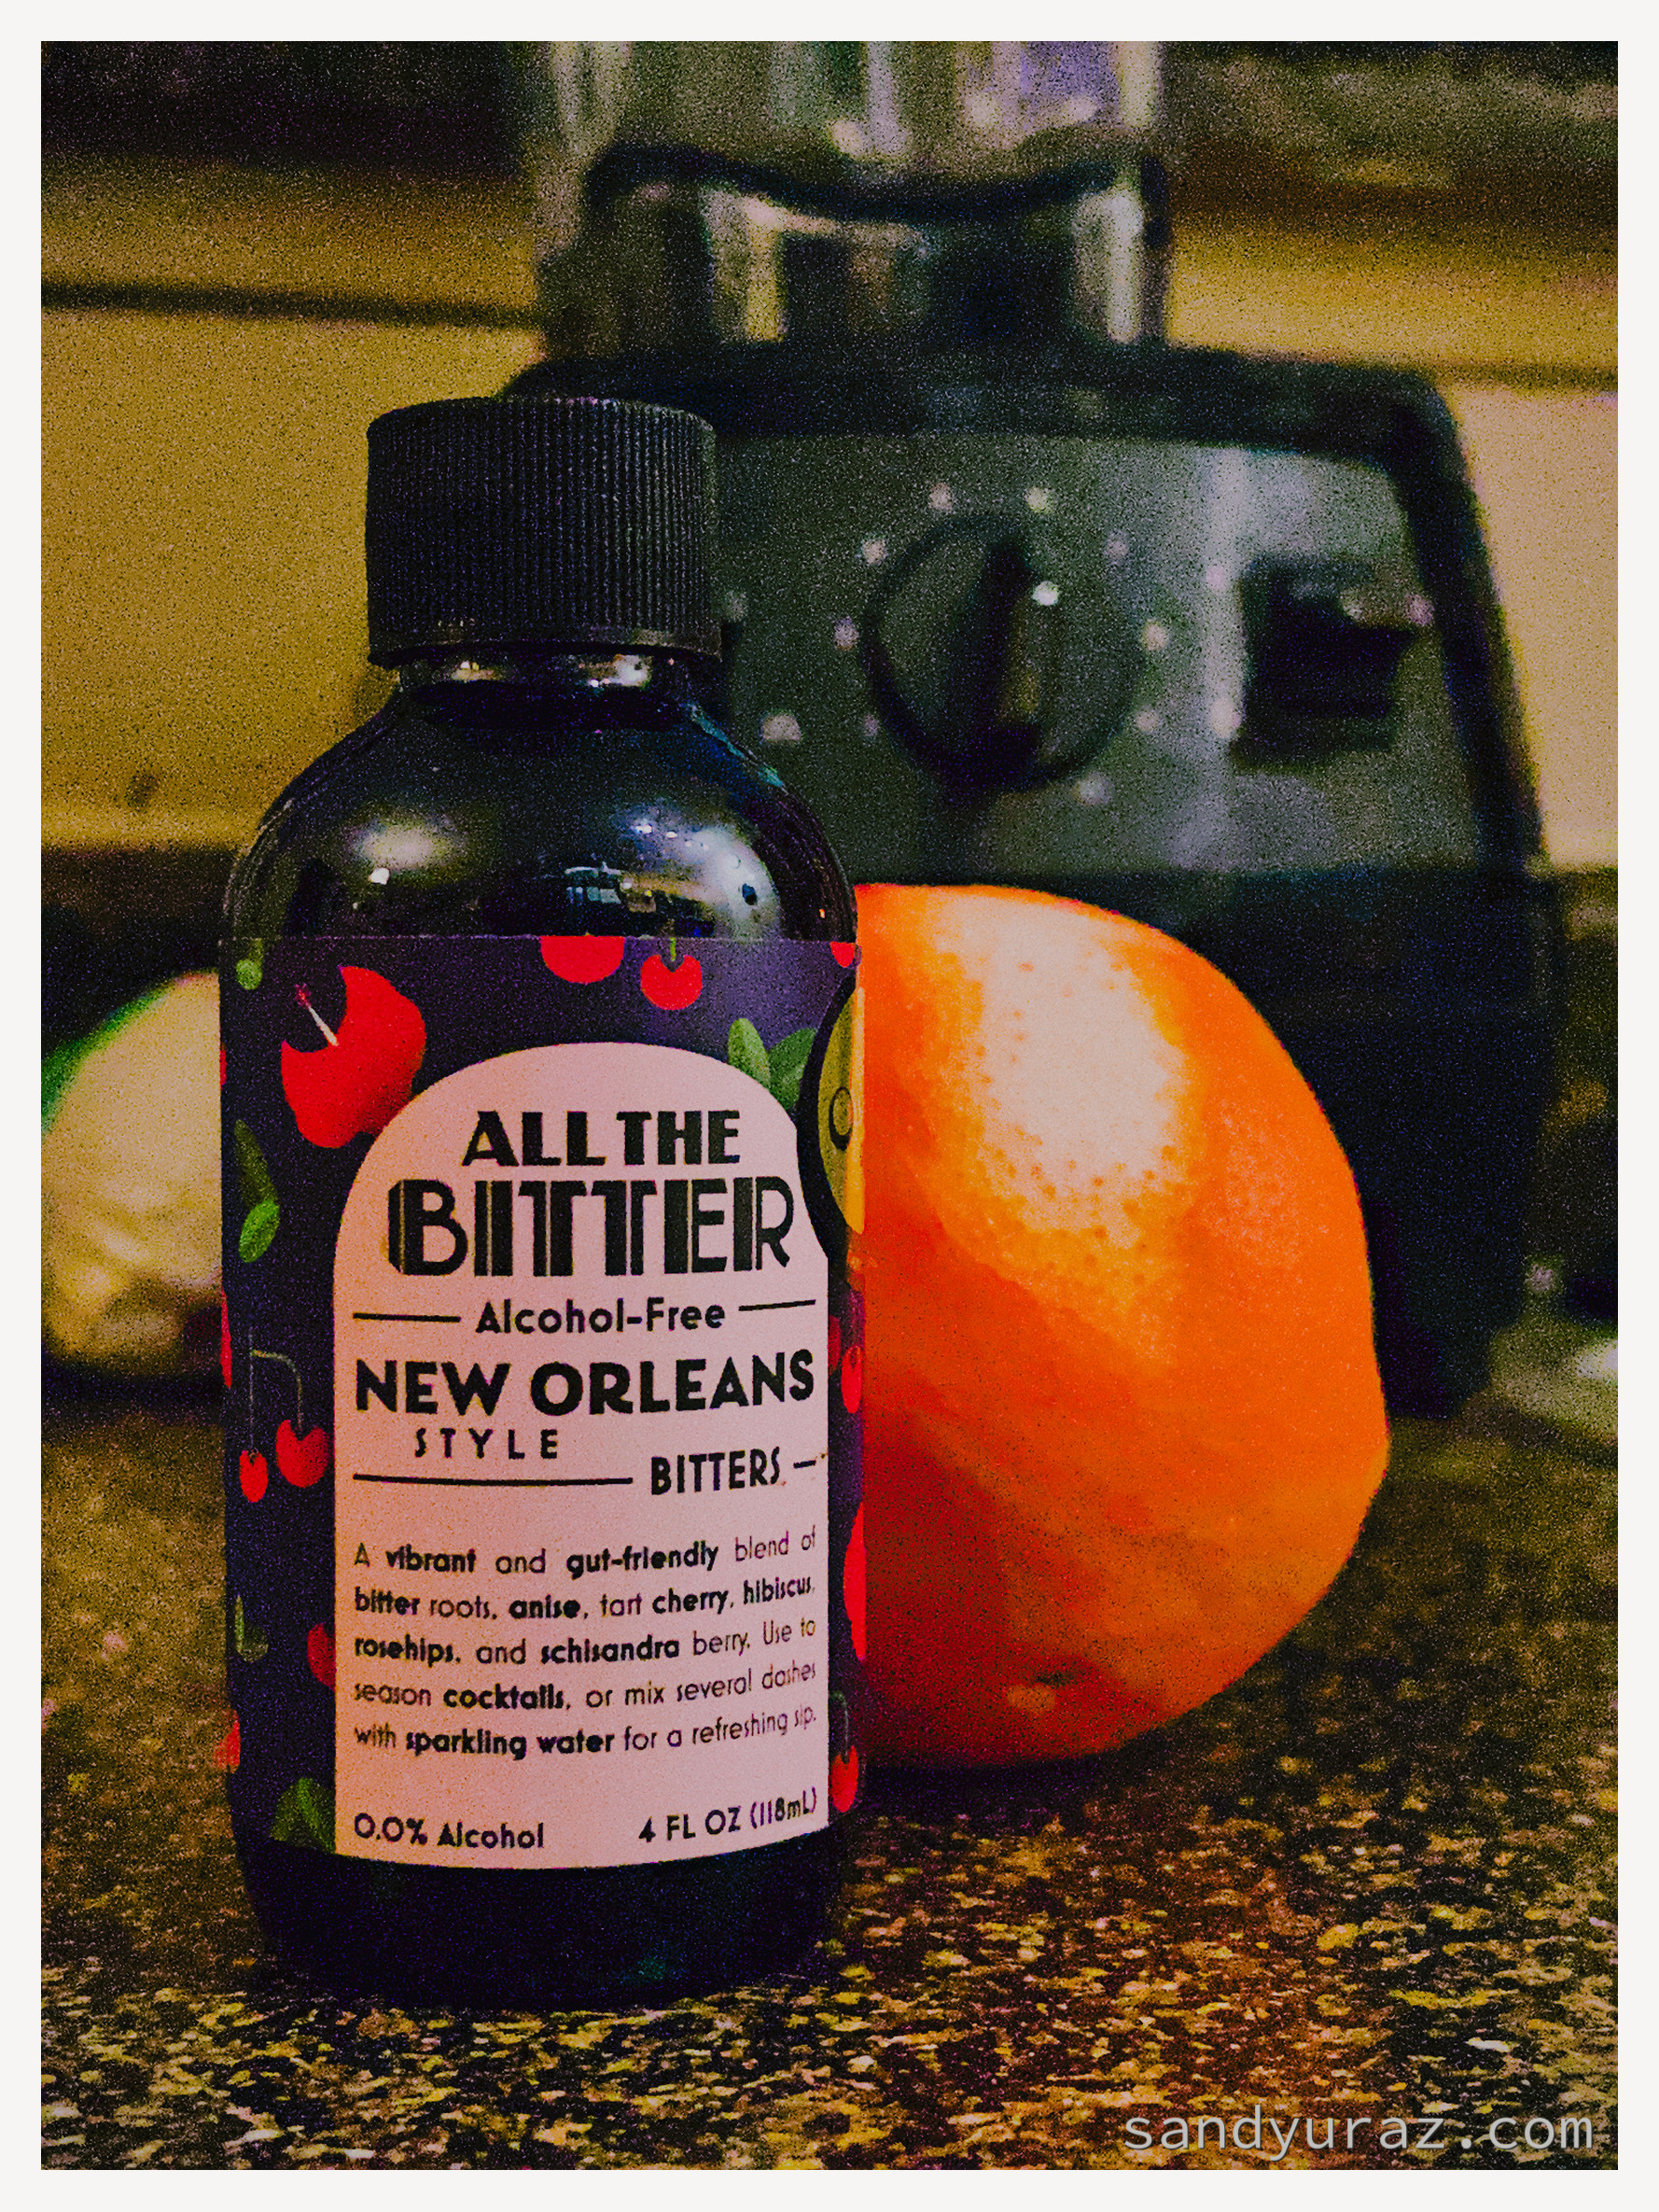 ALL THE
BITTER
Alcohol-Free
NEW ORLEANS
STYLE
BITTERS
A vibrant and gut-friendly blend of
bitter roots, anise, tart cherry, hibiscus,
rosehips, and schisandra berry. Use to
season cocktails, or mix several dashes
with sparkling water for a refreshing sip.
0.0% Alcohol 4 FL OZ (118mL)
sandyuraz.com